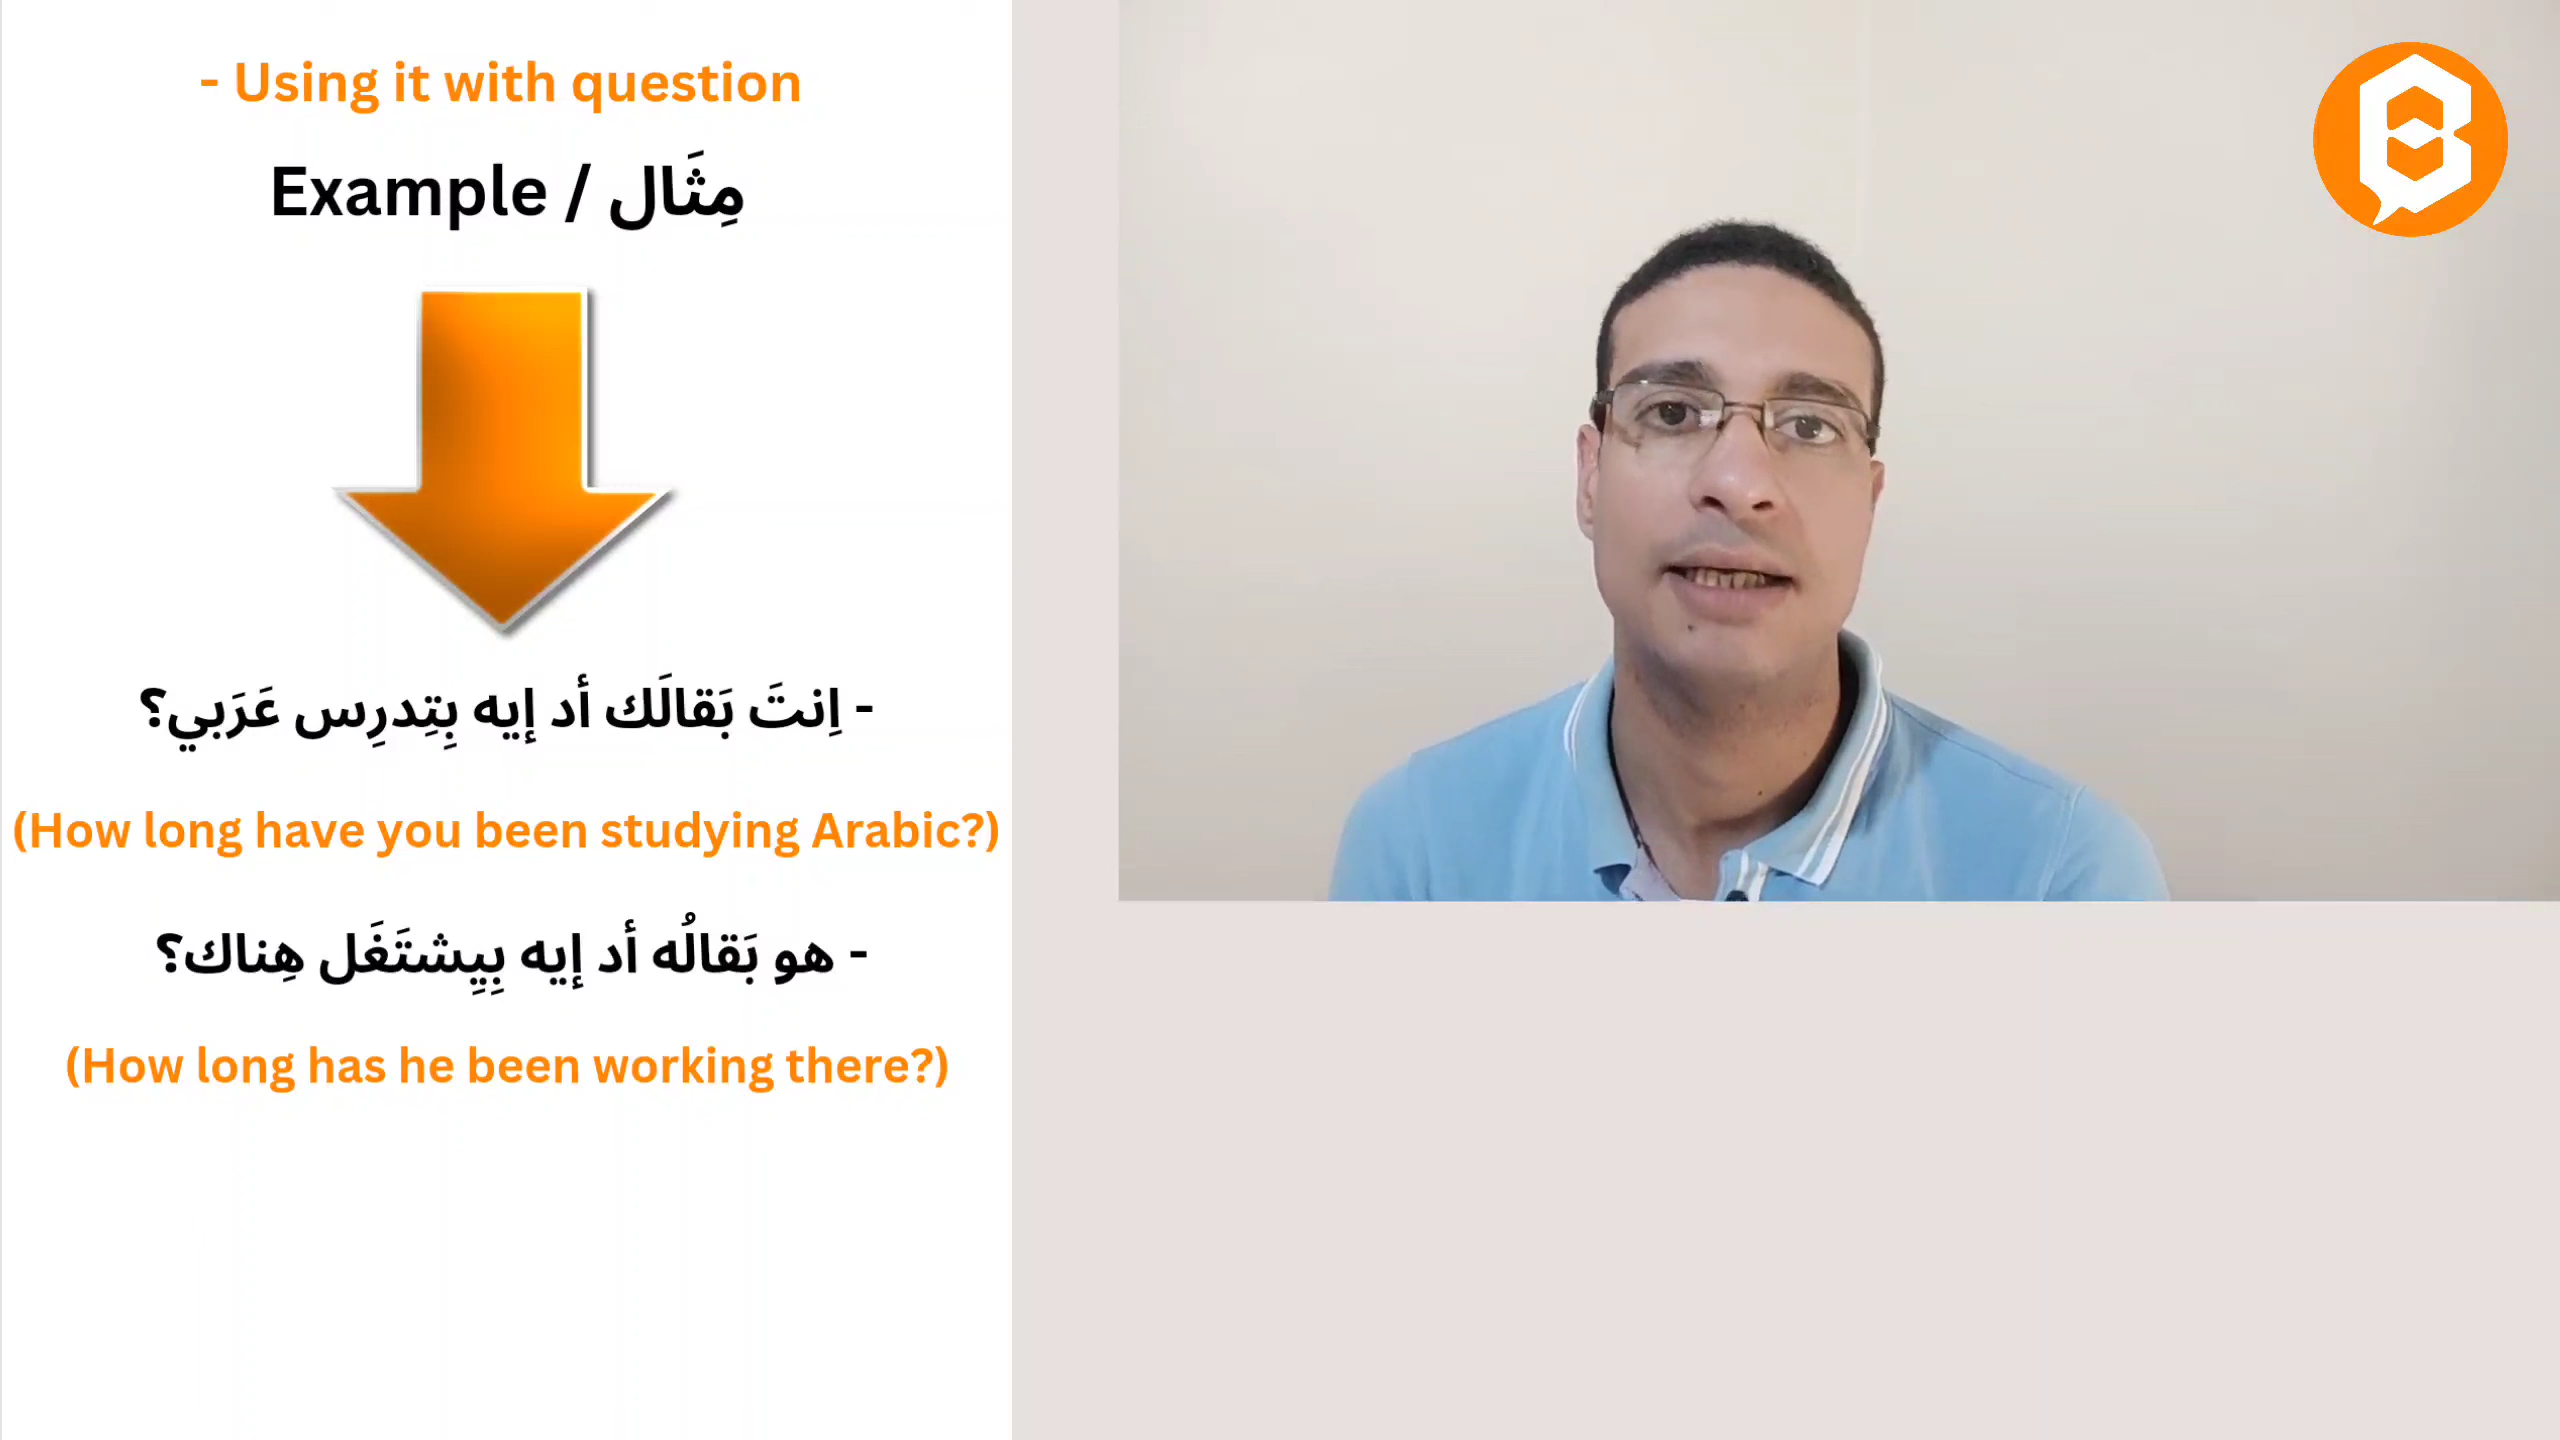 - Using it with question
Example / مِثَال
- اِنتَ بَقالَك أد إيه بِتِدرِس عَرَبي؟
(How long have you been studying Arabic?)
- هو بَقالُه أد إيه بِيِشتَغَل هِناك؟
(How long has he been working there?)